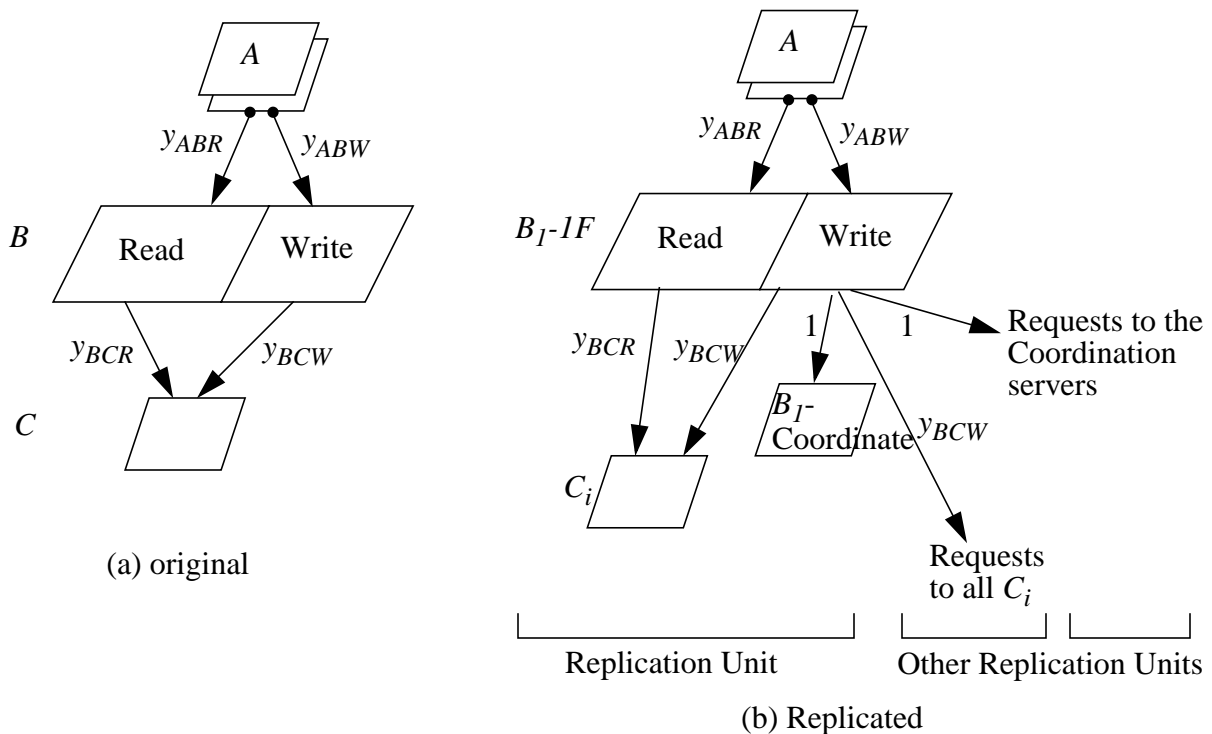 A
y_ABR
y_ABW
B
Read
Write
y_BCR
y_BCW
C
(a) original
A
y_ABR
y_ABW
B_1-1F
Read
Write
y_BCR
y_BCW
1
1
Requests to the
Coordination
servers
B_1-
Coordinate
y_BCW
C_i
Requests
to all C_i
Replication Unit
Other Replication Units
(b) Replicated